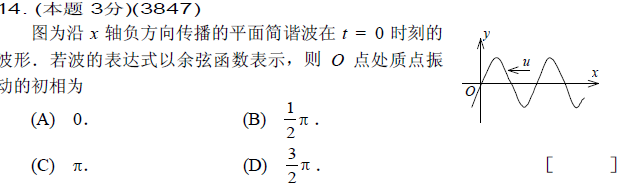 14. (本题 3分)(3847)
图为沿 x 轴负方向传播的平面简谐波在 t = 0 时刻的
波形．若波的表达式以余弦函数表示，则 O 点处质点振
动的初相为
(A) 0． (B) $\frac{1}{2}$π．
(C) π． (D) $\frac{3}{2}$π．
[ ]
y
u
x
O